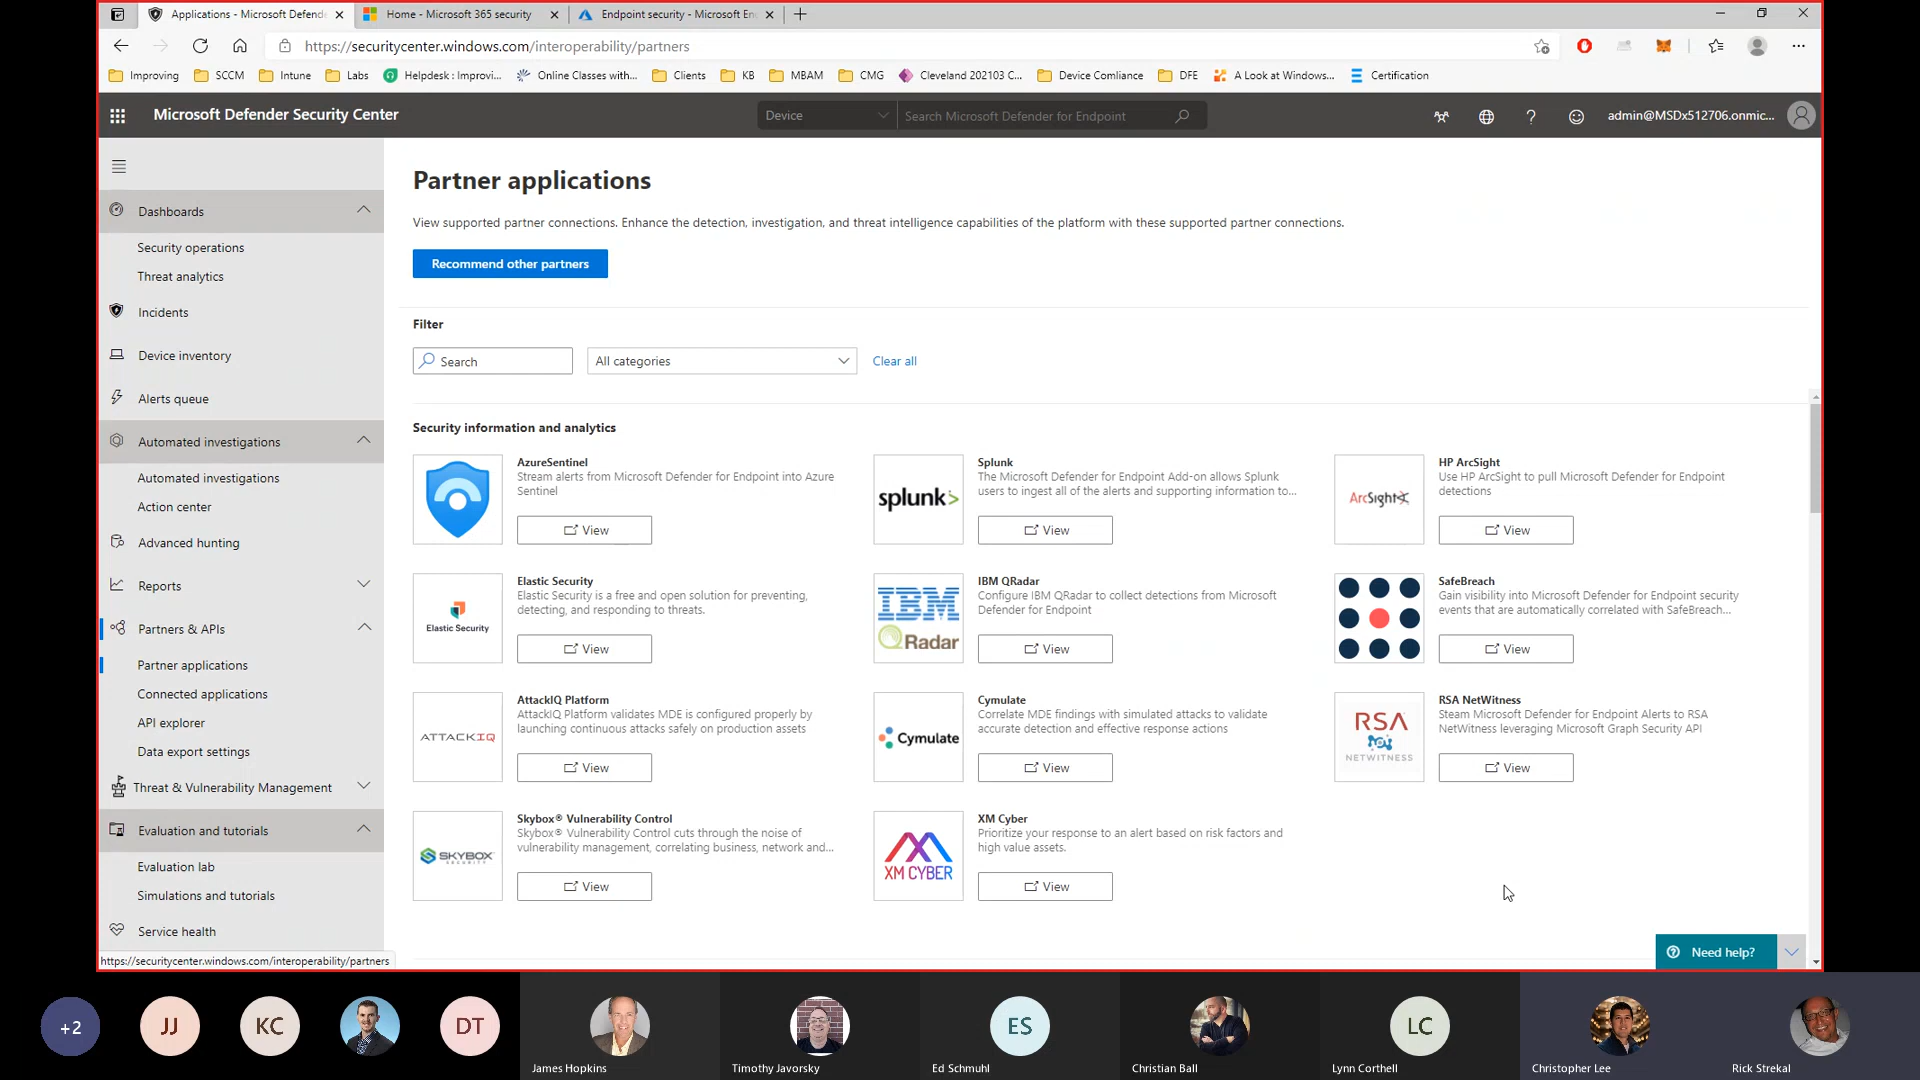 Applications - Microsoft Defende
Home - Microsoft 365 security
Endpoint security - Microsoft En
https://securitycenter.windows.com/interoperability/partners
Improving
SCCM
Intune
Labs
Helpdesk : Improvi...
Online Classes with...
Clients
KB
MBAM
CMG
Cleveland 202103 C...
Device Comliance
DFE
A Look at Windows...
Certification
Microsoft Defender Security Center
Device
Search Microsoft Defender for Endpoint
?
admin@MSDx512706.onmic...
Dashboards
Security operations
Threat analytics
Incidents
Device inventory
Alerts queue
Automated investigations
Automated investigations
Action center
Advanced hunting
Reports
Partners & APIs
Partner applications
Connected applications
API explorer
Data export settings
Threat & Vulnerability Management
Evaluation and tutorials
Evaluation lab
Simulations and tutorials
Service health
https://securitycenter.windows.com/interoperability/partners
Partner applications
View supported partner connections. Enhance the detection, investigation, and threat intelligence capabilities of the platform with these supported partner connections.
Recommend other partners
Filter
Search
All categories
Clear all
Security information and analytics
AzureSentinel
Stream alerts from Microsoft Defender for Endpoint into Azure
Sentinel
View
splunk>
Splunk
The Microsoft Defender for Endpoint Add-on allows Splunk
users to ingest all of the alerts and supporting information to...
View
ArcSight
HP ArcSight
Use HP ArcSight to pull Microsoft Defender for Endpoint
detections
View
Elastic Security
Elastic Security
Elastic Security is a free and open solution for preventing,
detecting, and responding to threats.
View
IBM
QRadar
IBM QRadar
Configure IBM QRadar to collect detections from Microsoft
Defender for Endpoint
View
SafeBreach
Gain visibility into Microsoft Defender for Endpoint security
events that are automatically correlated with SafeBreach...
View
ATTACKIQ
AttackIQ Platform
AttackIQ Platform validates MDE is configured properly by
launching continuous attacks safely on production assets
View
Cymulate
Cymulate
Correlate MDE findings with simulated attacks to validate
accurate detection and effective response actions
View
RSA
NETWITNESS
RSA NetWitness
Steam Microsoft Defender for Endpoint Alerts to RSA
NetWitness leveraging Microsoft Graph Security API
View
SKYBOX
SECURITY
Skybox® Vulnerability Control
Skybox® Vulnerability Control cuts through the noise of
vulnerability management, correlating business, network and...
View
XM CYBER
XM Cyber
Prioritize your response to an alert based on risk factors and
high value assets.
View
Need help?
+2
JJ
KC
DT
James Hopkins
Timothy Javorsky
ES
Ed Schmuhl
Christian Ball
LC
Lynn Corthell
Christopher Lee
Rick Strekal